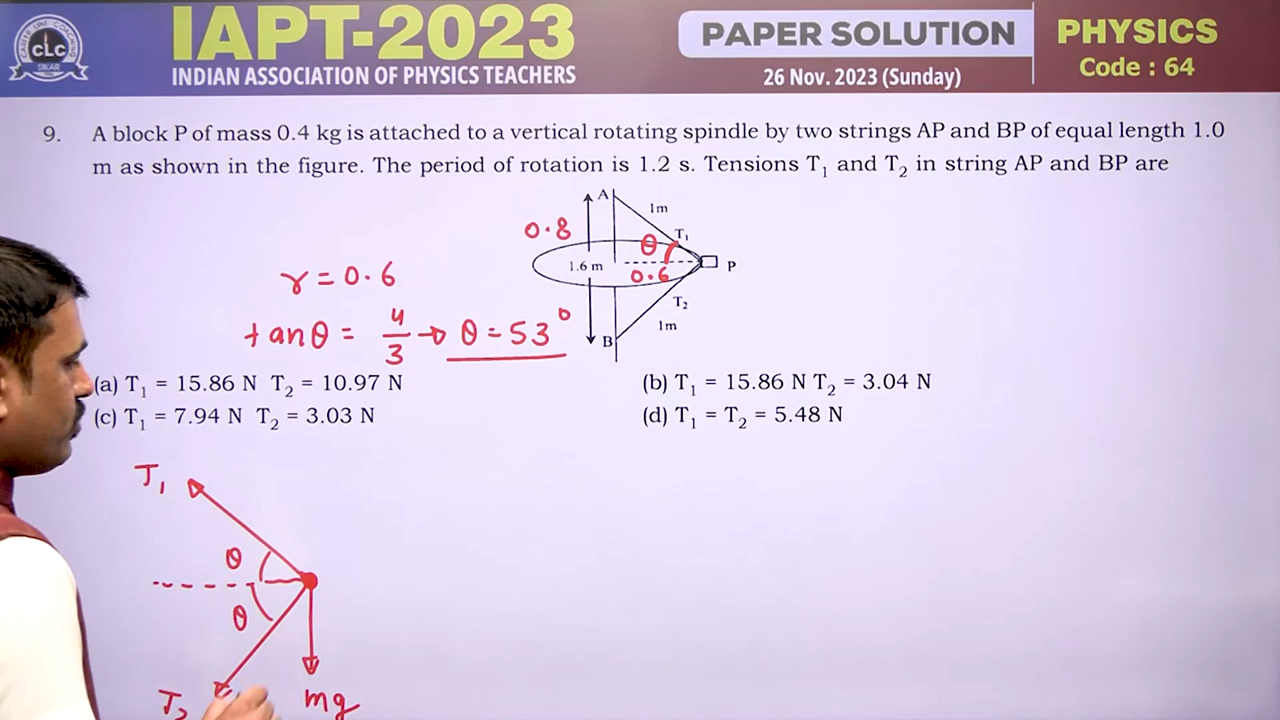 CAREER LINE COACHING
CLC
SIKAR
IAPT-2023
INDIAN ASSOCIATION OF PHYSICS TEACHERS
PAPER SOLUTION
26 Nov. 2023 (Sunday)
PHYSICS
Code : 64
9. A block P of mass 0.4 kg is attached to a vertical rotating spindle by two strings AP and BP of equal length 1.0
m as shown in the figure. The period of rotation is 1.2 s. Tensions T₁ and T₂ in string AP and BP are
A
1m
0.8
T₁
θ
1.6 m
P
0.6
r = 0.6
T₂
1m
tanθ = 4/3 → θ = 53°
B
(a) T₁ = 15.86 N T₂ = 10.97 N
(b) T₁ = 15.86 N T₂ = 3.04 N
(c) T₁ = 7.94 N T₂ = 3.03 N
(d) T₁ = T₂ = 5.48 N
T₁
θ
θ
T₂
mg